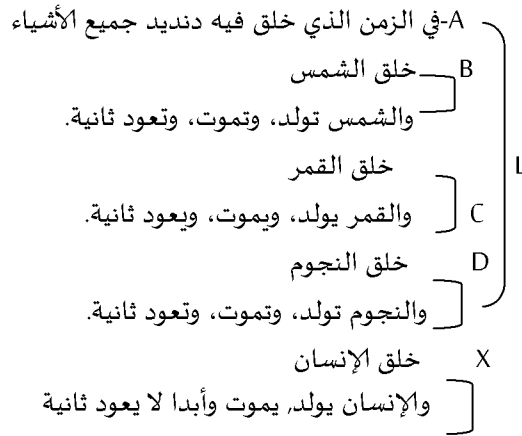 A-في الزمن الذي خلق فيه دنديد جميع الأشياء
B خلق الشمس
والشمس تولد، وتموت، وتعود ثانية.
L
خلق القمر
C والقمر يولد، ويموت، ويعود ثانية.
D خلق النجوم
والنجوم تولد، وتموت، وتعود ثانية.
X خلق الإنسان
والإنسان يولد, يموت وأبدا لا يعود ثانية